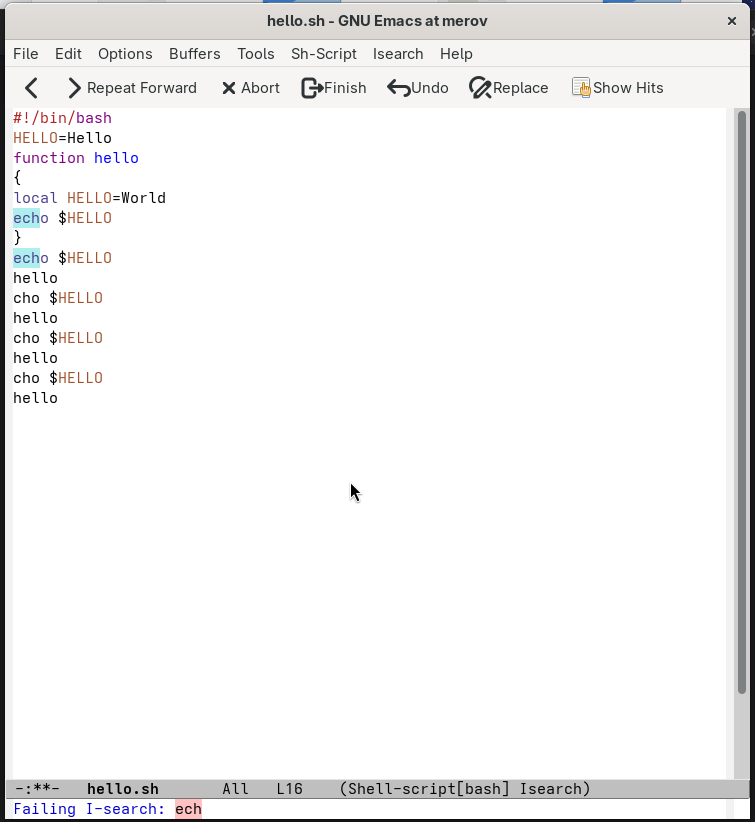 hello.sh - GNU Emacs at merov ×
File Edit Options Buffers Tools Sh-Script Isearch Help
Repeat Forward Abort Finish Undo Replace Show Hits
#!/bin/bash
HELLO=Hello
function hello
{
local HELLO=World
echo $HELLO
}
echo $HELLO
hello
cho $HELLO
hello
cho $HELLO
hello
cho $HELLO
hello
-:**- hello.sh All L16 (Shell-script[bash] Isearch)
Failing I-search: ech